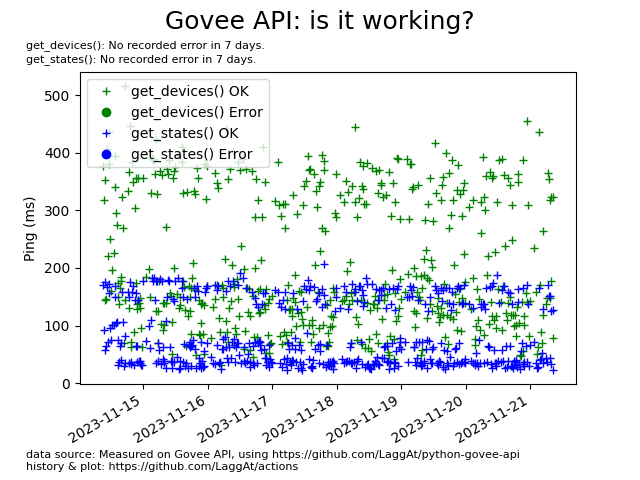 Govee API: is it working?
get_devices(): No recorded error in 7 days.
get_states(): No recorded error in 7 days.
get_devices() OK
get_devices() Error
get_states() OK
get_states() Error
Ping (ms)
500
400
300
200
100
0
2023-11-15
2023-11-16
2023-11-17
2023-11-18
2023-11-19
2023-11-20
2023-11-21
data source: Measured on Govee API, using https://github.com/LaggAt/python-govee-api
history & plot: https://github.com/LaggAt/actions